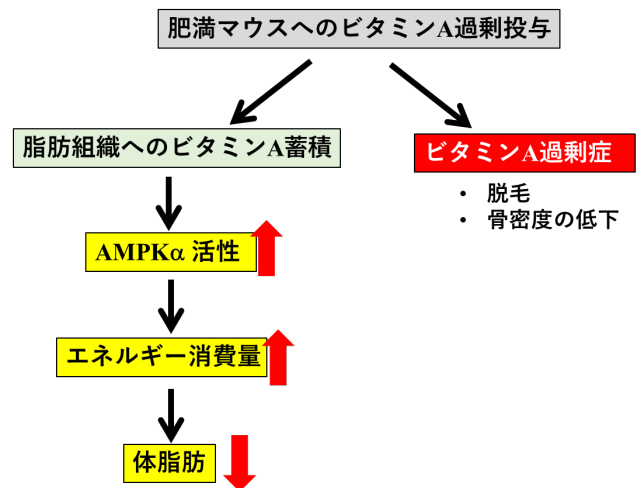 肥満マウスへのビタミンA過剰投与
脂肪組織へのビタミンA蓄積
ビタミンA過剰症
• 脱毛
• 骨密度の低下
AMPKα 活性
エネルギー消費量
体脂肪